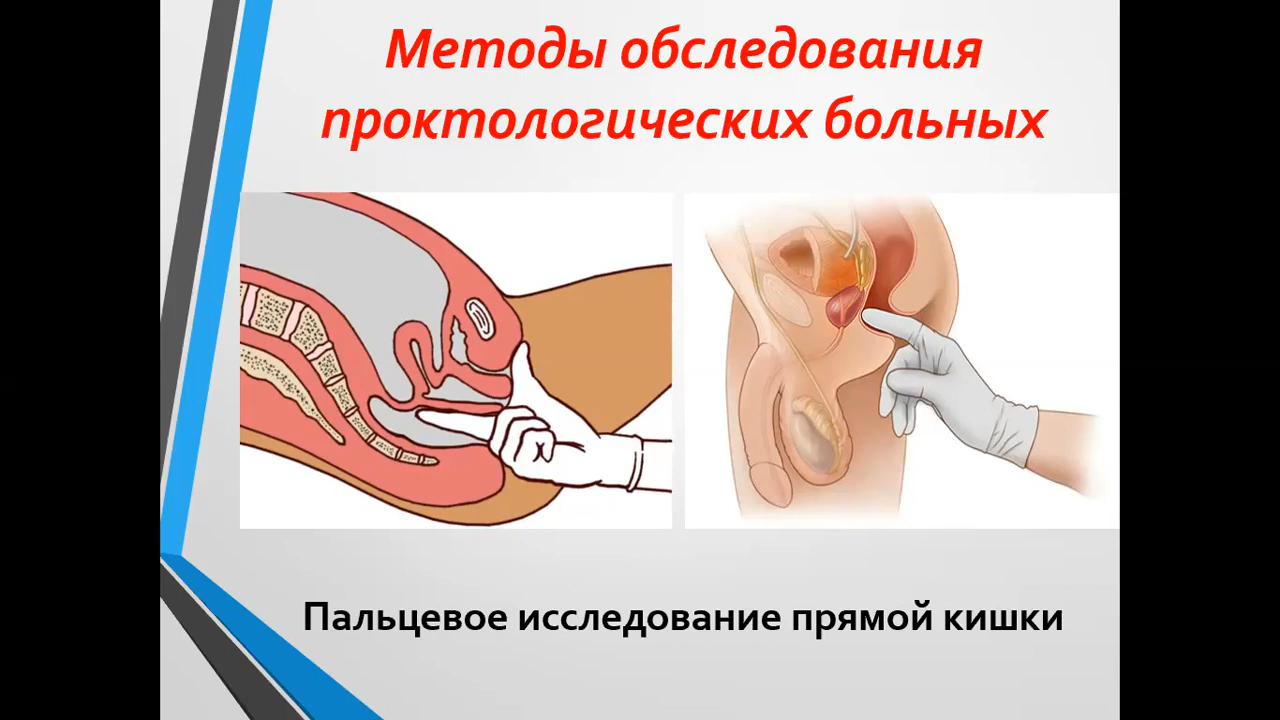 Методы обследования
проктологических больных
Пальцевое исследование прямой кишки